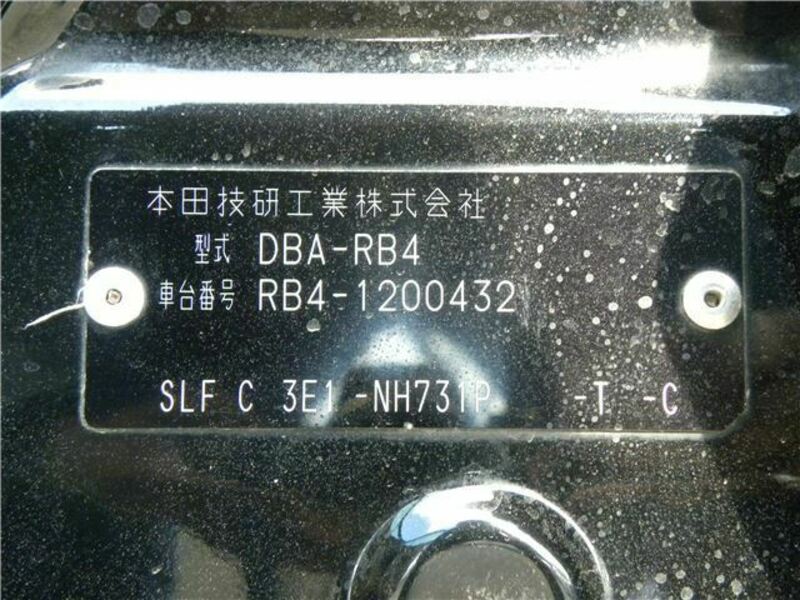 本田技研工業株式会社
型式 DBA-RB4
車台番号 RB4-1200432
SLF C 3E1 -NH731P -T -C